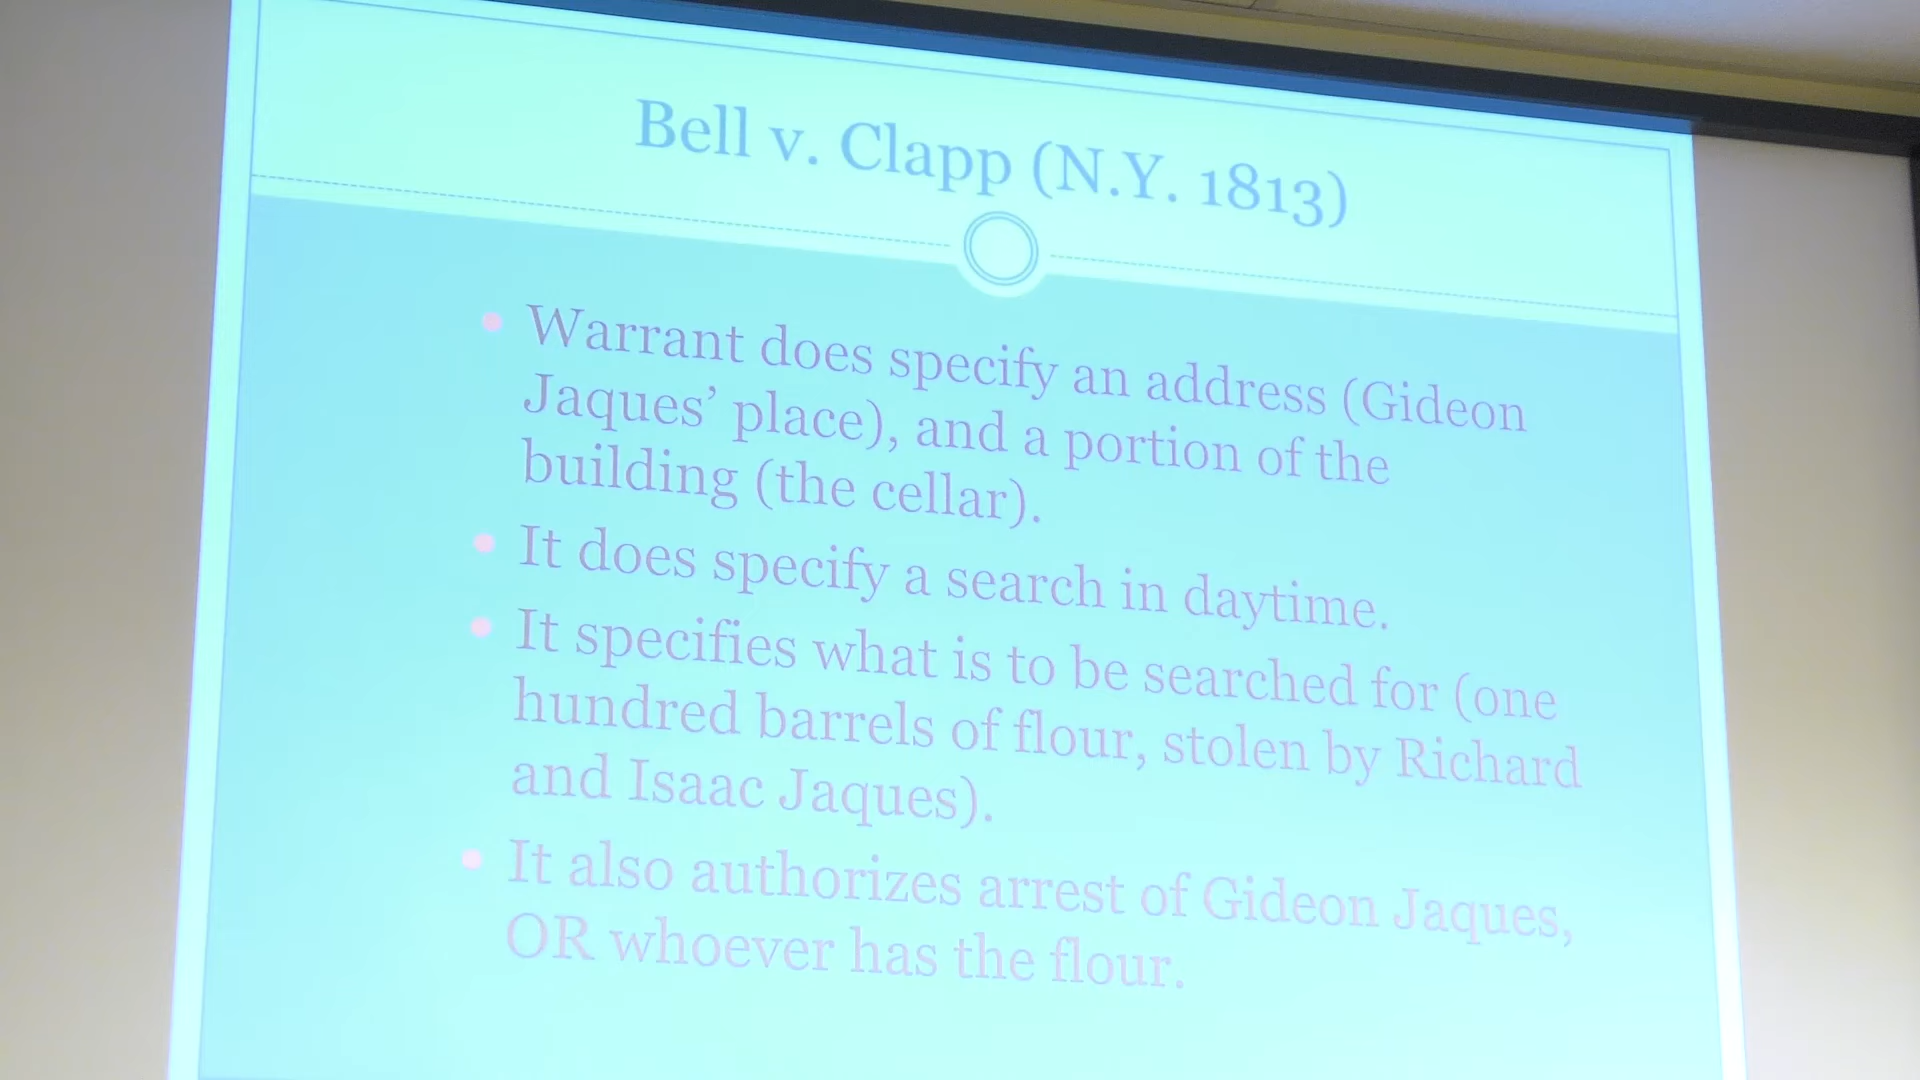 Bell v. Clapp (N.Y. 1813)
• Warrant does specify an address (Gideon
Jaques’ place), and a portion of the
building (the cellar).
• It does specify a search in daytime.
• It specifies what is to be searched for (one
hundred barrels of flour, stolen by Richard
and Isaac Jaques).
• It also authorizes arrest of Gideon Jaques,
OR whoever has the flour.